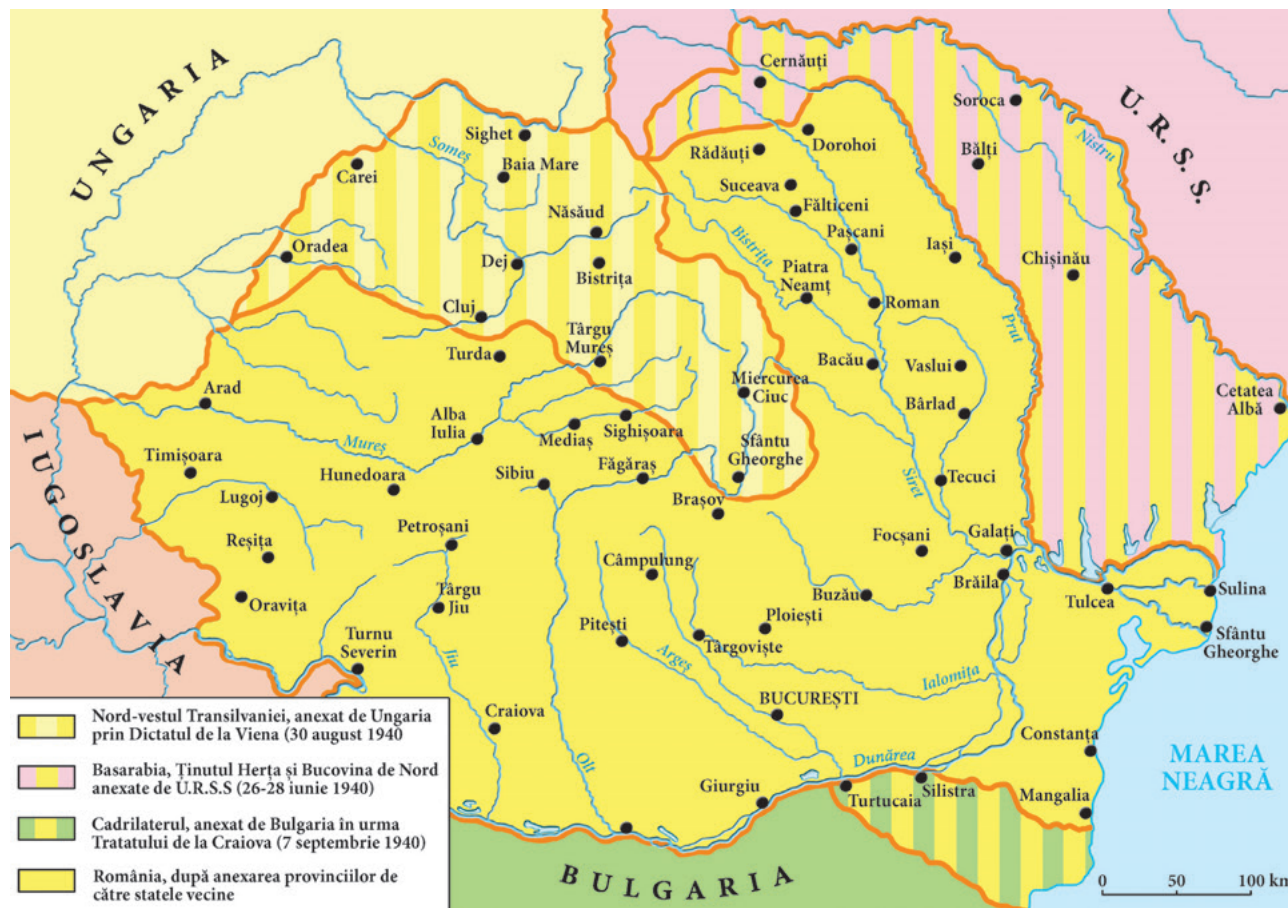 UNGARIA
U. R. S. S.
IUGOSLAVIA
BULGARIA
MAREA
NEAGRĂ
Cernăuți
Soroca
Nistru
Sighet
Someș
Baia Mare
Carei
Rădăuți
Dorohoi
Bălți
Suceava
Fălticeni
Năsăud
Pașcani
Bistrița
Iași
Chișinău
Oradea
Dej
Bistrița
Piatra
Neamț
Roman
Prut
Cluj
Târgu
Mureș
Turda
Bacău
Vaslui
Miercurea
Ciuc
Cetatea
Albă
Arad
Bârlad
Alba
Iulia
Mediaș
Sighișoara
Mureș
Timișoara
Hunedoara
Sibiu
Făgăraș
Sfântu
Gheorghe
Siret
Tecuci
Lugoj
Brașov
Petroșani
Focșani
Galați
Reșița
Câmpulung
Brăila
Oravița
Târgu
Jiu
Buzău
Tulcea
Sulina
Ploiești
Pitești
Târgoviște
Sfântu
Gheorghe
Turnu
Severin
Jiu
Argeș
Ialomița
BUCUREȘTI
Craiova
Constanța
Olt
Dunărea
Giurgiu
Turtucaia
Silistra
Mangalia
Nord-vestul Transilvaniei, anexat de Ungaria
prin Dictatul de la Viena (30 august 1940
Basarabia, Ținutul Herța și Bucovina de Nord
anexate de U.R.S.S (26-28 iunie 1940)
Cadrilaterul, anexat de Bulgaria în urma
Tratatului de la Craiova (7 septembrie 1940)
România, după anexarea provinciilor de
către statele vecine
0 50 100 km